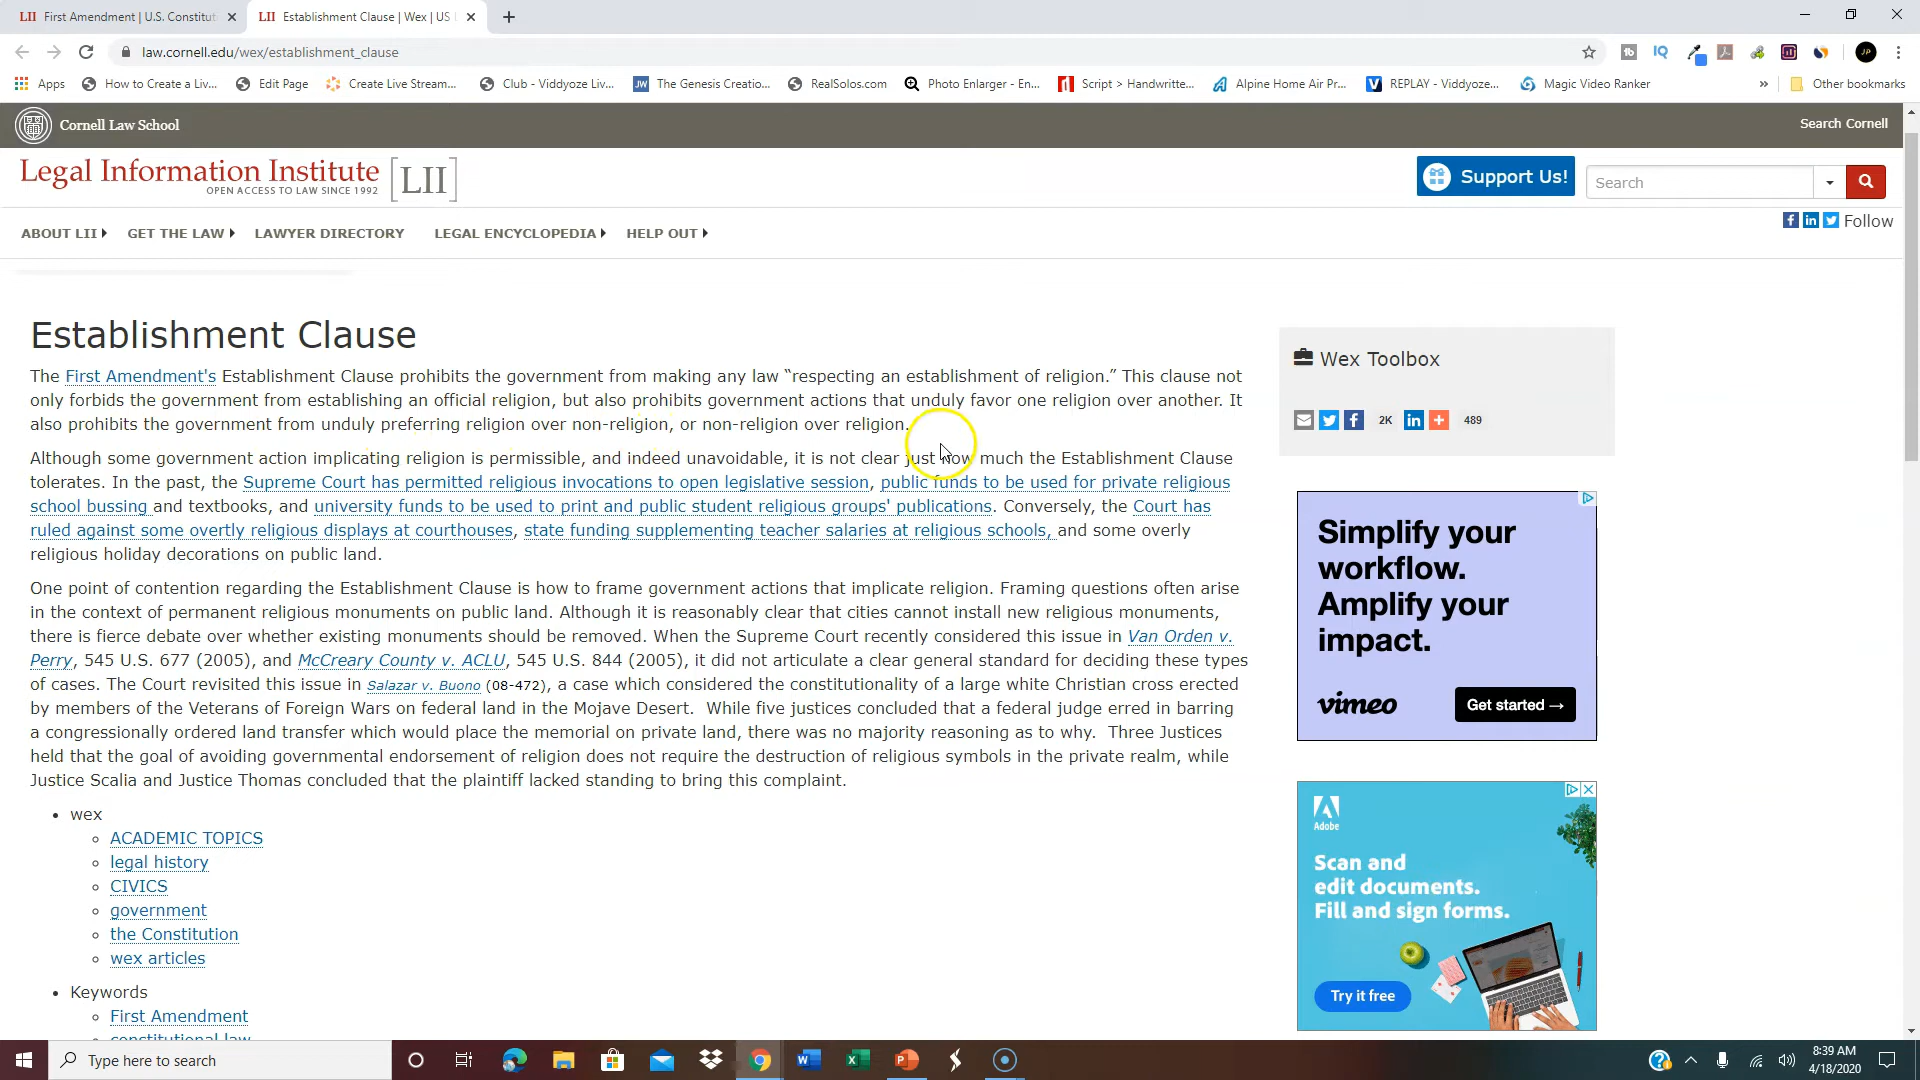 First Amendment | U.S. Constitut
Establishment Clause | Wex | US
law.cornell.edu/wex/establishment_clause
Apps
How to Create a Liv...
Edit Page
Create Live Stream...
Club - Viddyoze Liv...
The Genesis Creatio...
RealSolos.com
Photo Enlarger - En...
Script > Handwritte...
Alpine Home Air Pr...
REPLAY - Viddyoze...
Magic Video Ranker
»
Other bookmarks
Cornell Law School
Search Cornell
Legal Information Institute [LII]
OPEN ACCESS TO LAW SINCE 1992
Support Us!
Search
ABOUT LII
GET THE LAW
LAWYER DIRECTORY
LEGAL ENCYCLOPEDIA
HELP OUT
Follow
Establishment Clause
The First Amendment's Establishment Clause prohibits the government from making any law “respecting an establishment of religion.” This clause not
only forbids the government from establishing an official religion, but also prohibits government actions that unduly favor one religion over another. It
also prohibits the government from unduly preferring religion over non-religion, or non-religion over religion.
Although some government action implicating religion is permissible, and indeed unavoidable, it is not clear just how much the Establishment Clause
tolerates. In the past, the Supreme Court has permitted religious invocations to open legislative session, public funds to be used for private religious
school bussing and textbooks, and university funds to be used to print and public student religious groups' publications. Conversely, the Court has
ruled against some overtly religious displays at courthouses, state funding supplementing teacher salaries at religious schools, and some overly
religious holiday decorations on public land.
One point of contention regarding the Establishment Clause is how to frame government actions that implicate religion. Framing questions often arise
in the context of permanent religious monuments on public land. Although it is reasonably clear that cities cannot install new religious monuments,
there is fierce debate over whether existing monuments should be removed. When the Supreme Court recently considered this issue in Van Orden v.
Perry, 545 U.S. 677 (2005), and McCreary County v. ACLU, 545 U.S. 844 (2005), it did not articulate a clear general standard for deciding these types
of cases. The Court revisited this issue in Salazar v. Buono (08-472), a case which considered the constitutionality of a large white Christian cross erected
by members of the Veterans of Foreign Wars on federal land in the Mojave Desert. While five justices concluded that a federal judge erred in barring
a congressionally ordered land transfer which would place the memorial on private land, there was no majority reasoning as to why. Three Justices
held that the goal of avoiding governmental endorsement of religion does not require the destruction of religious symbols in the private realm, while
Justice Scalia and Justice Thomas concluded that the plaintiff lacked standing to bring this complaint.
wex
ACADEMIC TOPICS
legal history
CIVICS
government
the Constitution
wex articles
Keywords
First Amendment
constitutional law
Wex Toolbox
2K
489
Simplify your
workflow.
Amplify your
impact.
vimeo
Get started →
Adobe
Scan and
edit documents.
Fill and sign forms.
Try it free
Type here to search
8:39 AM
4/18/2020